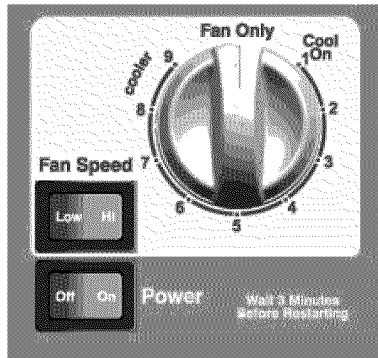 Fan Only
Cool
On
cooler
9
1
8
2
7
3
6
4
5
Fan Speed
Low Hi
Off On
Power
Wait 3 Minutes
Before Restarting